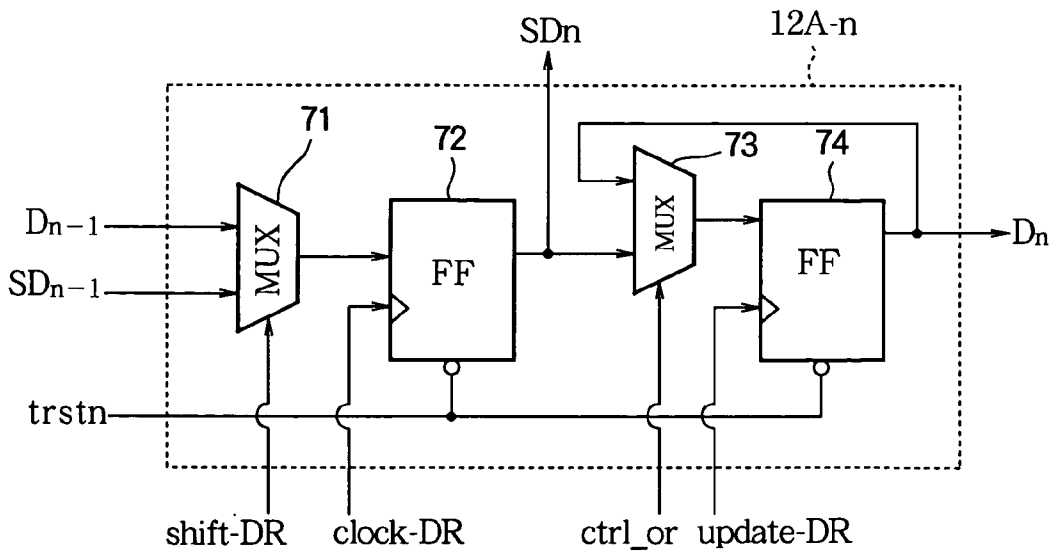 12A-n
SDn
71
72
73
74
Dn-1
SDn-1
MUX
FF
MUX
FF
Dn
trstn
shift-DR
clock-DR
ctrl_or
update-DR